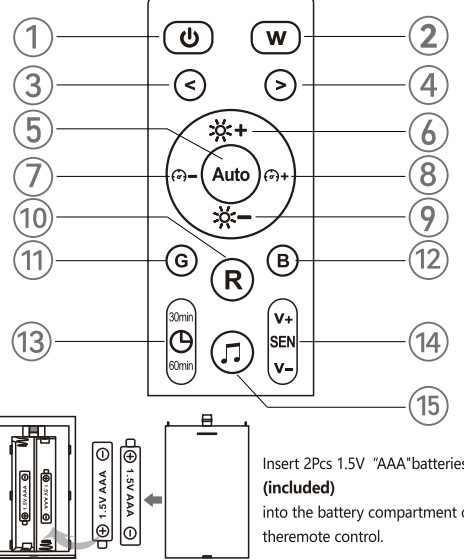 1
W
2
3
<
>
4
5
+
6
7
−
Auto
+
8
10
−
9
11
G
R
B
12
13
30min
60min
V+
SEN
V−
14
15
1.5V AAA
1.5V AAA
1.5V AAA
1.5V AAA
Insert 2Pcs 1.5V “AAA"batteries
(included)
into the battery compartment
theremote control.